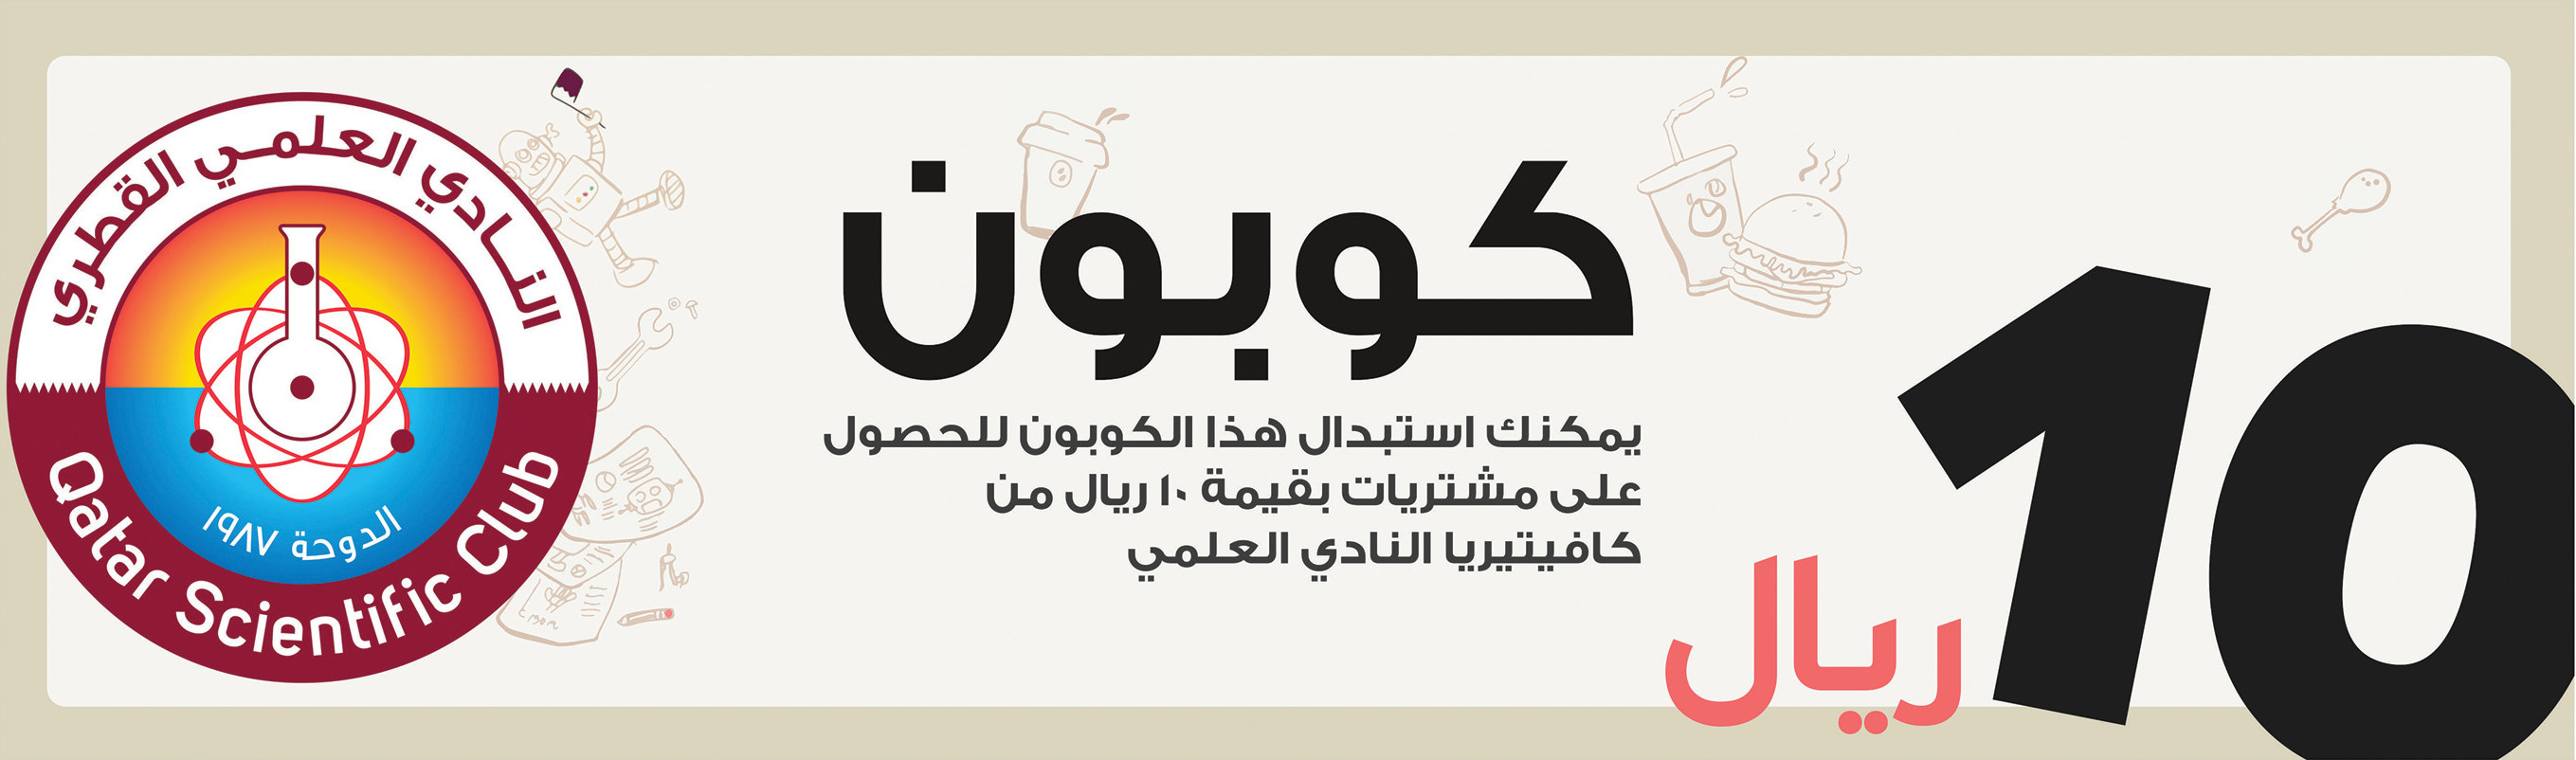 النادي العلمي القطري
الدوحة ١٩٨٧
Qatar Scientific Club
كوبون
يمكنك استبدال هذا الكوبون للحصول
على مشتريات بقيمة ١٠ ريال من
كافيتيريا النادي العلمي
10
ريال